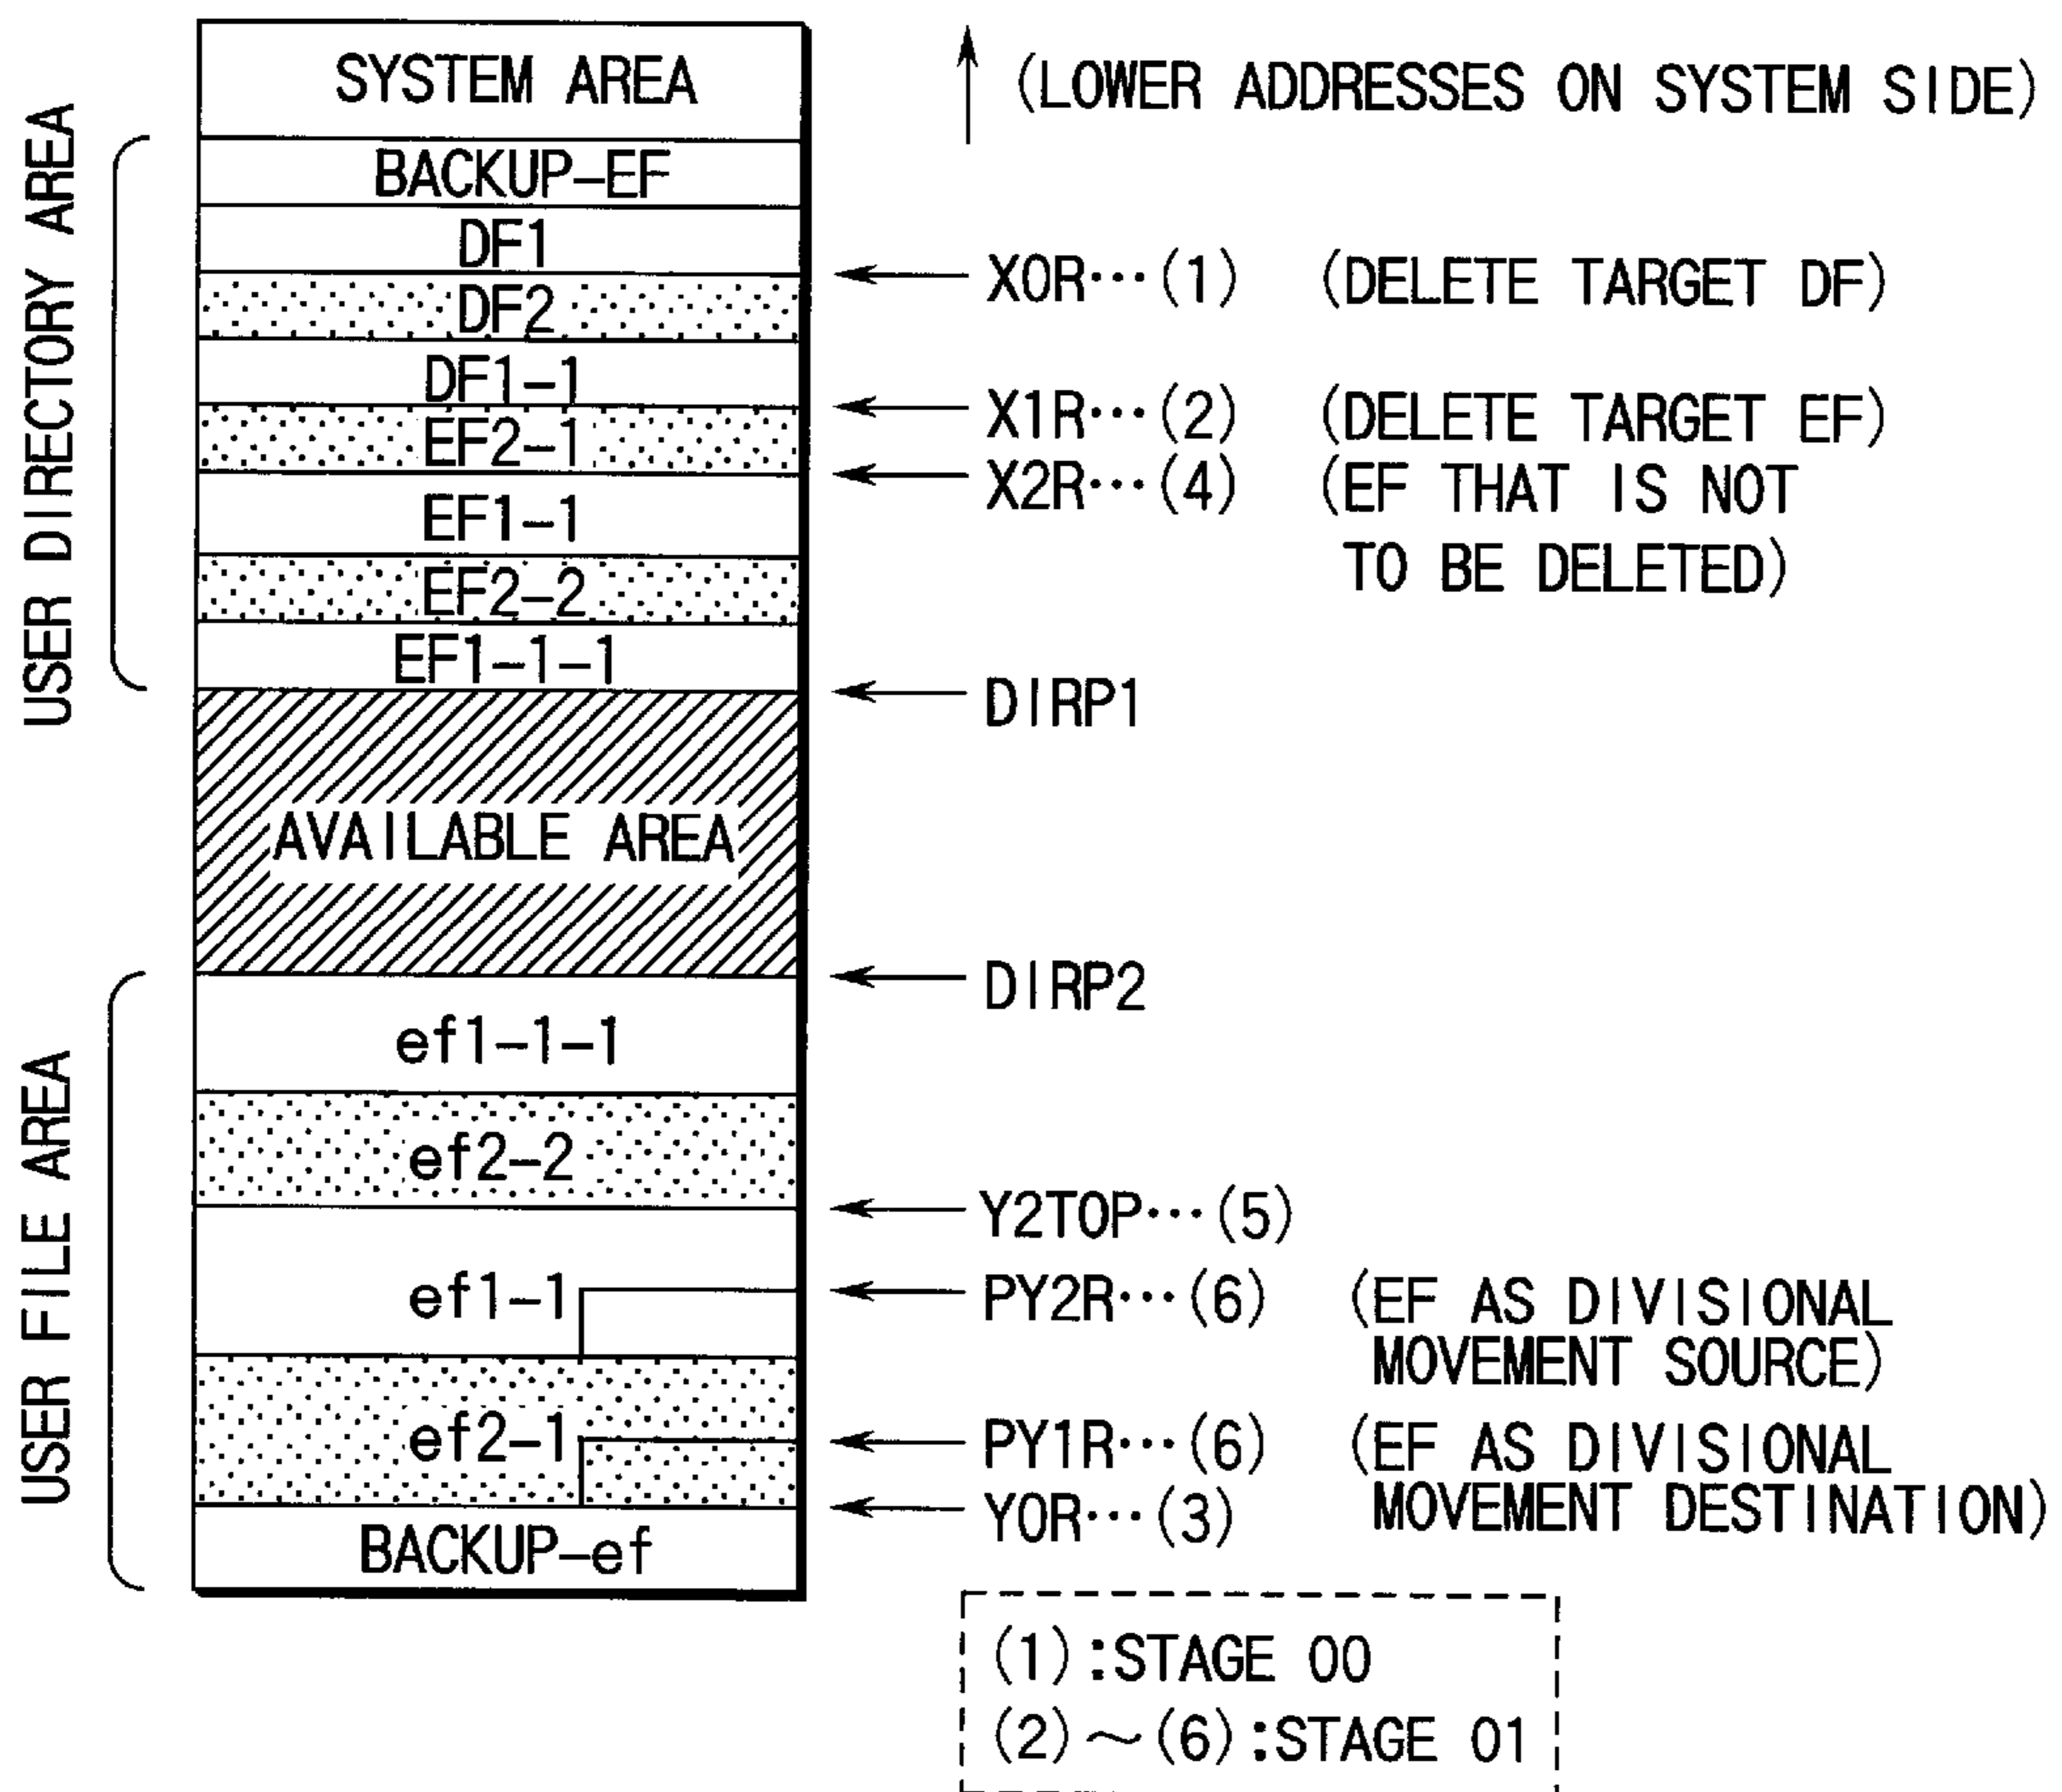 SYSTEM AREA
(LOWER ADDRESSES ON SYSTEM SIDE)
USER DIRECTORY AREA
BACKUP-EF
DF1
X0R···(1) (DELETE TARGET DF)
DF2
DF1-1
X1R···(2) (DELETE TARGET EF)
EF2-1
X2R···(4) (EF THAT IS NOT
TO BE DELETED)
EF1-1
EF2-2
EF1-1-1
DIRP1
AVAILABLE AREA
DIRP2
USER FILE AREA
ef1-1-1
ef2-2
Y2TOP···(5)
ef1-1
PY2R···(6) (EF AS DIVISIONAL
MOVEMENT SOURCE)
ef2-1
PY1R···(6) (EF AS DIVISIONAL
MOVEMENT DESTINATION)
Y0R···(3)
BACKUP-ef
(1):STAGE 00
(2)~(6):STAGE 01